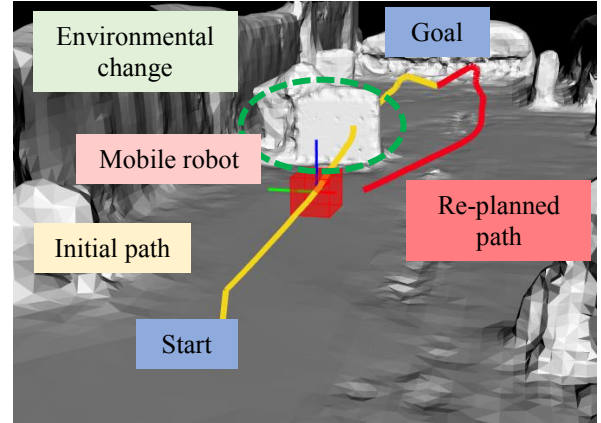 Environmental
change
Goal
Mobile robot
Initial path
Re-planned
path
Start